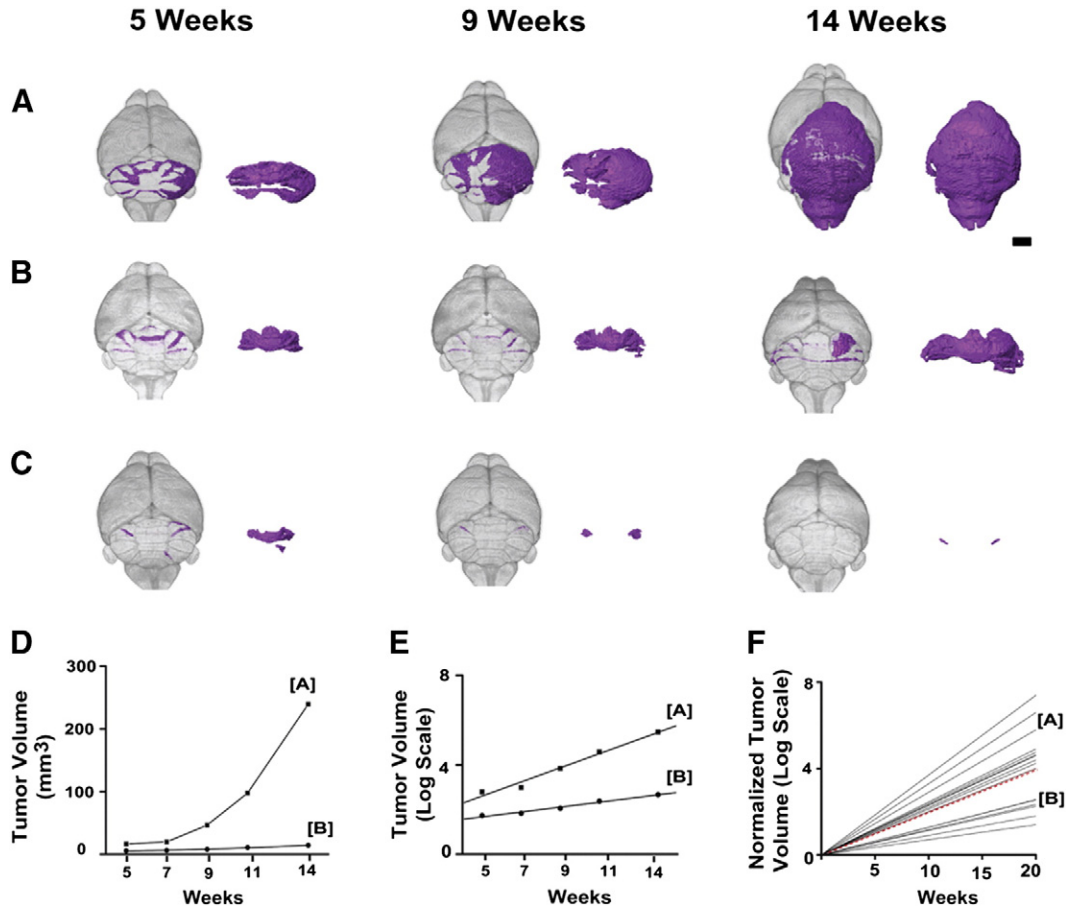 5 Weeks 9 Weeks 14 Weeks
A
B
C
D E F
300
200
100
0
Tumor Volume
(mm3)
[A]
[B]
5 7 9 11 14
Weeks
8
4
0
Tumor Volume
(Log Scale)
[A]
[B]
5 7 9 11 14
Weeks
8
4
0
Normalized Tumor
Volume (Log Scale)
[A]
[B]
5 10 15 20
Weeks